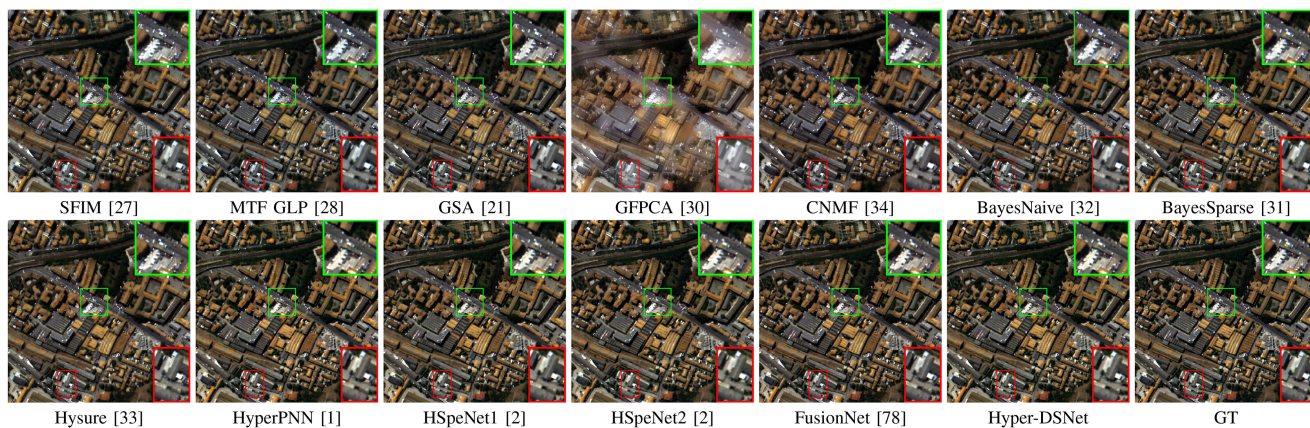 SFIM [27] MTF GLP [28] GSA [21] GFPCA [30] CNMF [34] BayesNaive [32] BayesSparse [31]
Hysure [33] HyperPNN [1] HSpeNet1 [2] HSpeNet2 [2] FusionNet [78] Hyper-DSNet GT